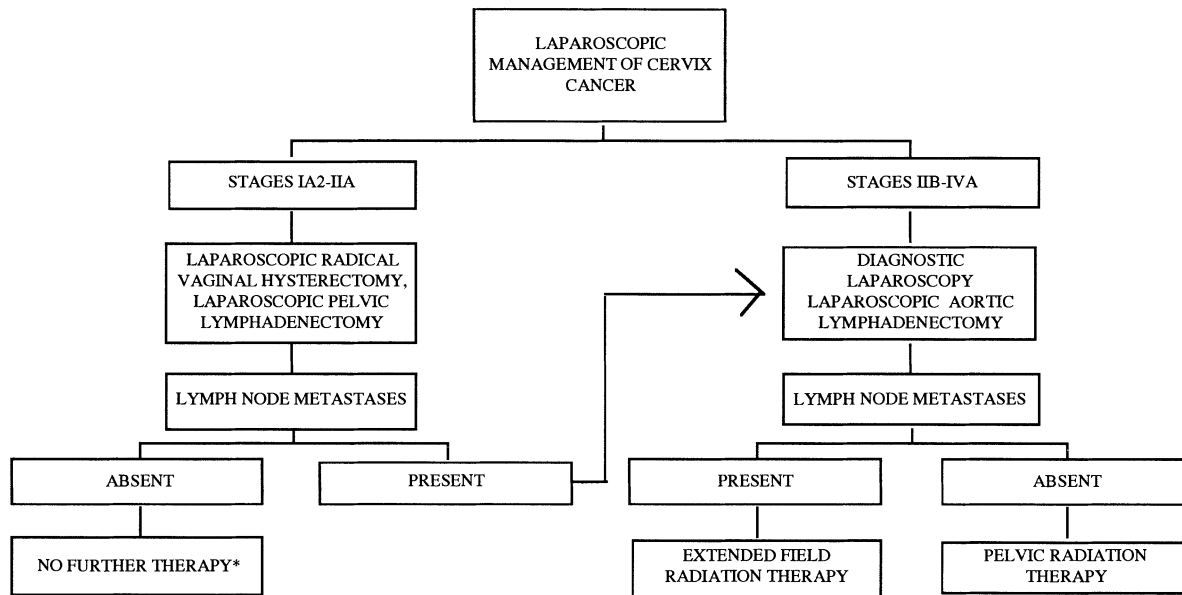 LAPAROSCOPIC
MANAGEMENT OF CERVIX
CANCER
STAGES IA2-IIA
STAGES IIB-IVA
LAPAROSCOPIC RADICAL
VAGINAL HYSTERECTOMY,
LAPAROSCOPIC PELVIC
LYMPHADENECTOMY
DIAGNOSTIC
LAPAROSCOPY
LAPAROSCOPIC AORTIC
LYMPHADENECTOMY
LYMPH NODE METASTASES
LYMPH NODE METASTASES
ABSENT
PRESENT
PRESENT
ABSENT
NO FURTHER THERAPY*
EXTENDED FIELD
RADIATION THERAPY
PELVIC RADIATION
THERAPY